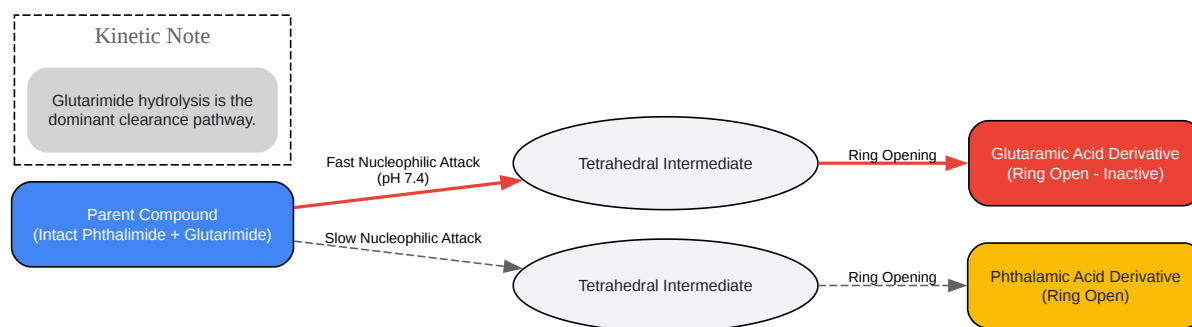 Kinetic Note
Glutarimide hydrolysis is the
dominant clearance pathway.
Parent Compound
(Intact Phthalimide + Glutarimide)
Fast Nucleophilic Attack
(pH 7.4)
Slow Nucleophilic Attack
Tetrahedral Intermediate
Tetrahedral Intermediate
Ring Opening
Ring Opening
Glutaramic Acid Derivative
(Ring Open - Inactive)
Phthalamic Acid Derivative
(Ring Open)